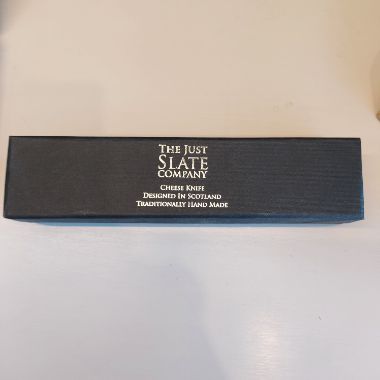 The Just
Slate
Company
Cheese Knife
Designed In Scotland
Traditionally Hand Made